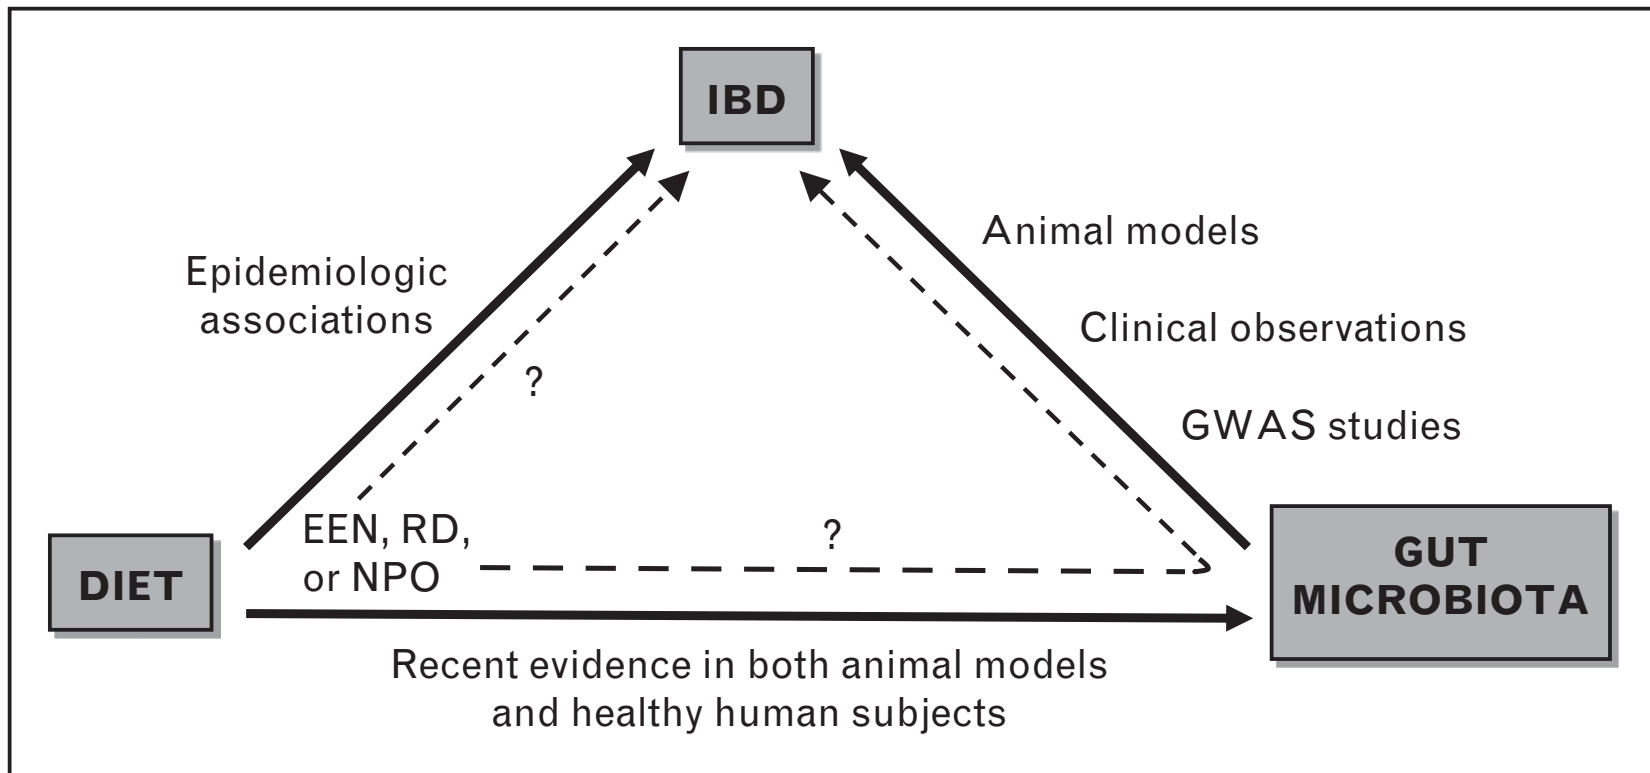 IBD
Animal models
Epidemiologic
associations
Clinical observations
?
GWAS studies
EEN, RD,
or NPO
?
DIET
GUT
MICROBIOTA
Recent evidence in both animal models
and healthy human subjects